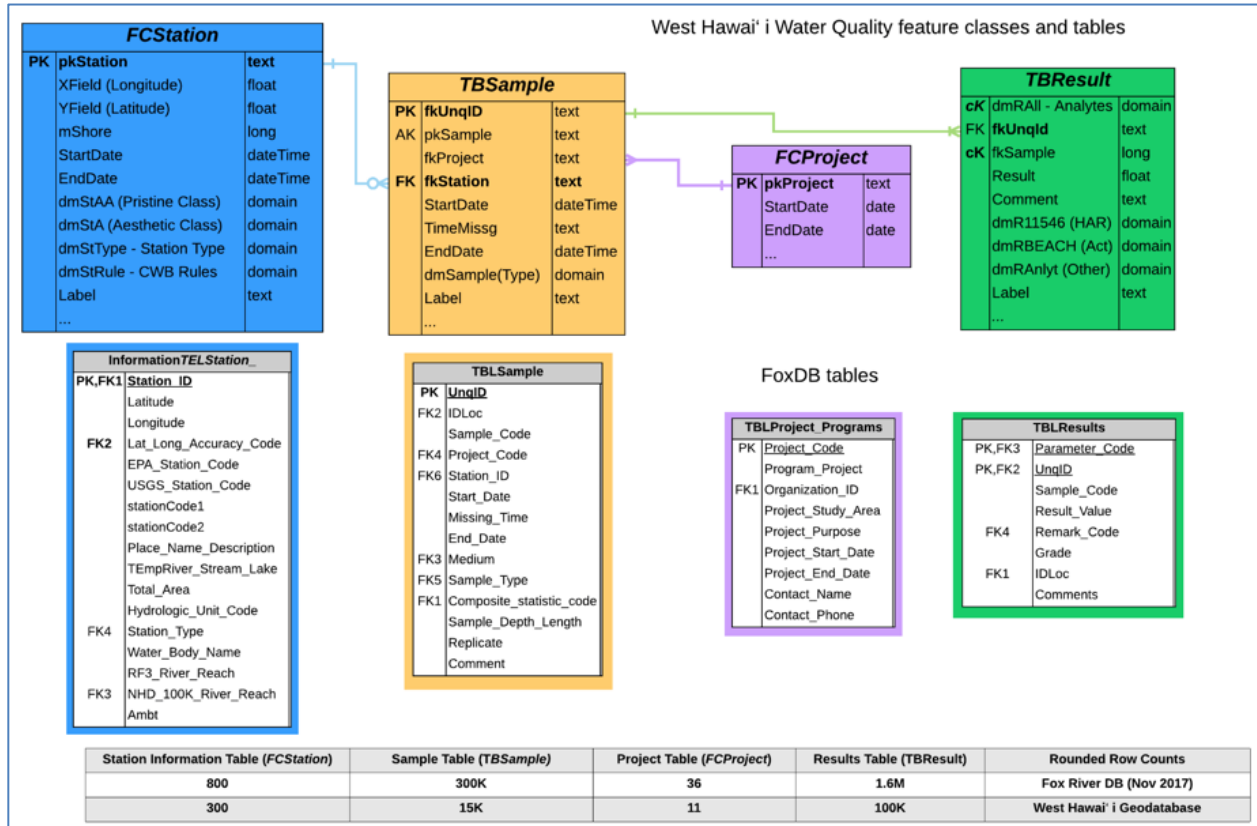 West Hawai‘ i Water Quality feature classes and tables
FCStation
PK pkStation text
XField (Longitude) float
YField (Latitude) float
mShore long
StartDate dateTime
EndDate dateTime
dmStAA (Pristine Class) domain
dmStA (Aesthetic Class) domain
dmStType - Station Type domain
dmStRule - CWB Rules domain
Label text
...
TBSample
PK fkUnqID text
AK pkSample text
fkProject text
FK fkStation text
StartDate dateTime
TimeMissg text
EndDate dateTime
dmSample(Type) domain
Label text
...
FCProject
PK pkProject text
StartDate date
EndDate date
...
TBResult
cK dmRAll - Analytes domain
FK fkUnqId text
cK fkSample long
Result float
Comment text
dmR11546 (HAR) domain
dmRBEACH (Act) domain
dmRAnlyt (Other) domain
Label text
...
FoxDB tables
InformationTELStation_
PK,FK1 Station_ID
Latitude
Longitude
FK2 Lat_Long_Accuracy_Code
EPA_Station_Code
USGS_Station_Code
stationCode1
stationCode2
Place_Name_Description
TEmpRiver_Stream_Lake
Total_Area
Hydrologic_Unit_Code
FK4 Station_Type
Water_Body_Name
RF3_River_Reach
FK3 NHD_100K_River_Reach
Ambt
TBLSample
PK UnqID
FK2 IDLoc
Sample_Code
FK4 Project_Code
FK6 Station_ID
Start_Date
Missing_Time
End_Date
FK3 Medium
FK5 Sample_Type
FK1 Composite_statistic_code
Sample_Depth_Length
Replicate
Comment
TBLProject_Programs
PK Project_Code
Program_Project
FK1 Organization_ID
Project_Study_Area
Project_Purpose
Project_Start_Date
Project_End_Date
Contact_Name
Contact_Phone
TBLResults
PK,FK3 Parameter_Code
PK,FK2 UnqID
Sample_Code
Result_Value
FK4 Remark_Code
Grade
FK1 IDLoc
Comments
Station Information Table (FCStation) Sample Table (TBSample) Project Table (FCProject) Results Table (TBResult) Rounded Row Counts
800 300K 36 1.6M Fox River DB (Nov 2017)
300 15K 11 100K West Hawai‘ i Geodatabase